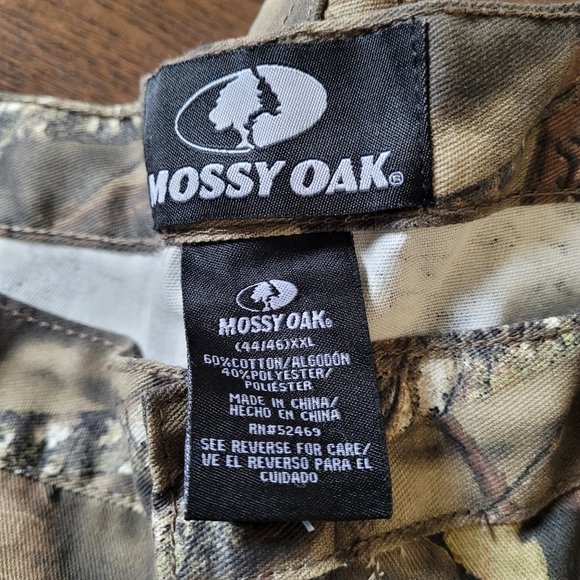 MOSSY OAK®
MOSSY OAK®
(44/46)XXL
60%COTTON/ALGODÓN
40%POLYESTER/
POLIÉSTER
MADE IN CHINA/
HECHO EN CHINA
RN#52469
SEE REVERSE FOR CARE/
VE EL REVERSO PARA EL
CUIDADO